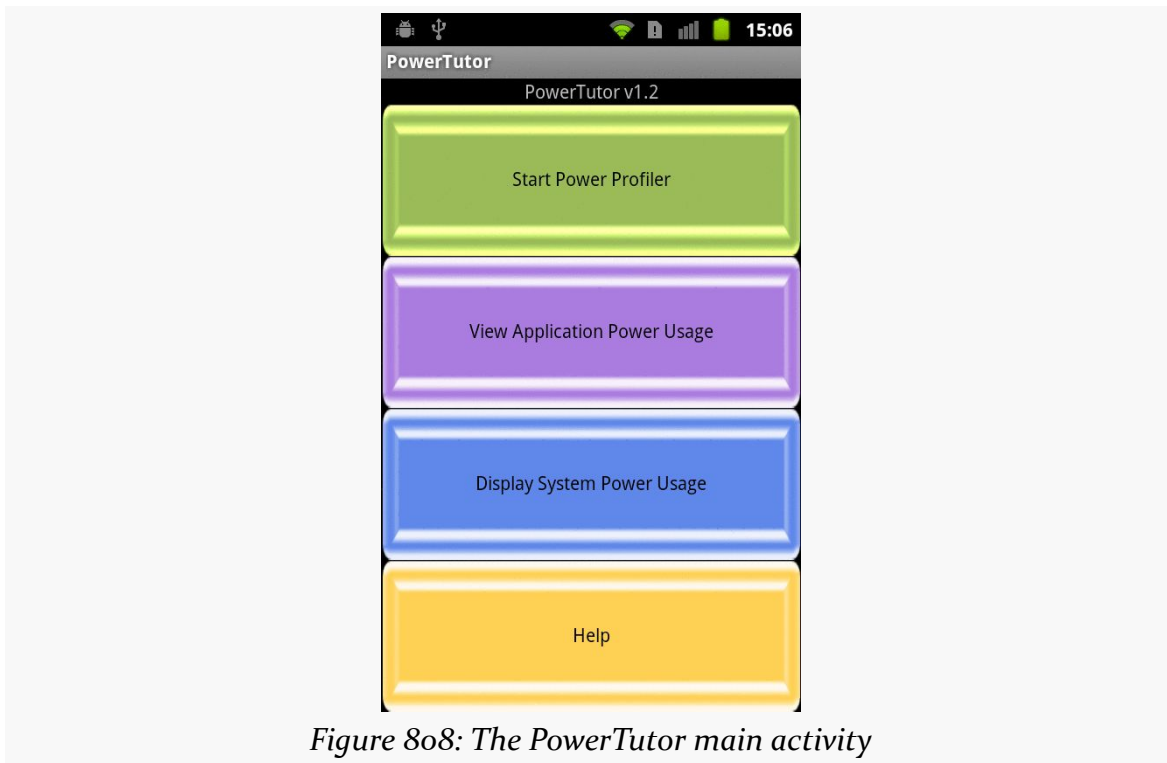 15:06
PowerTutor
PowerTutor v1.2
Start Power Profiler
View Application Power Usage
Display System Power Usage
Help
Figure 808: The PowerTutor main activity